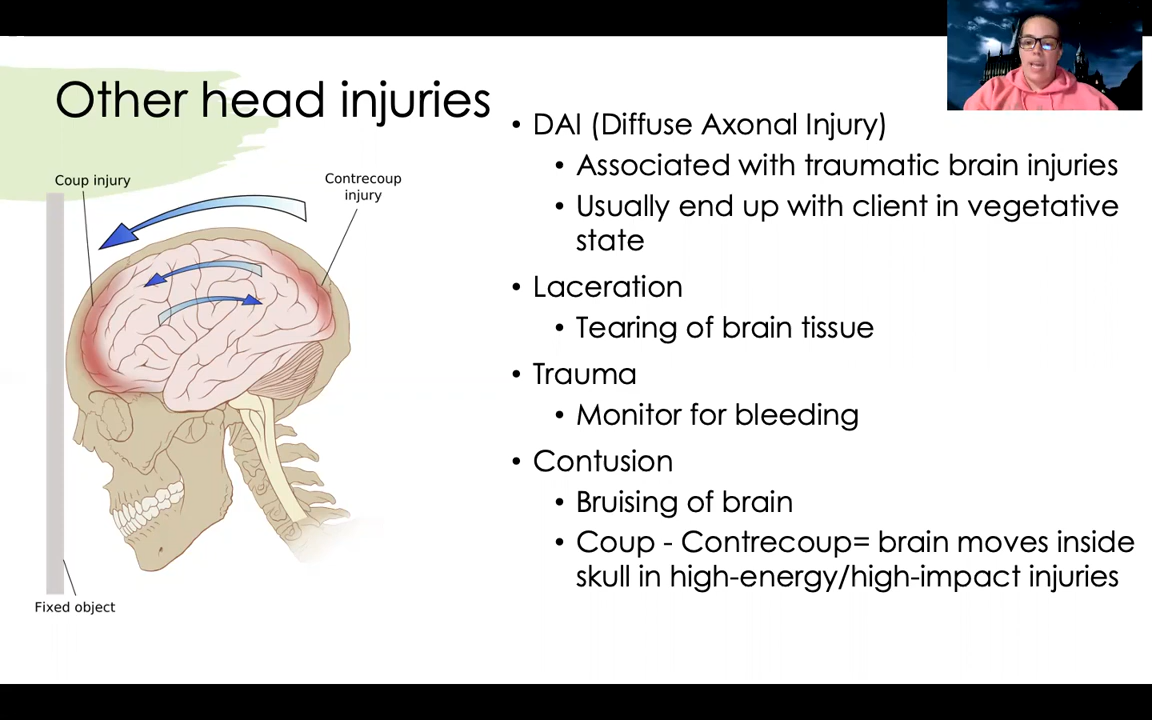 Other head injuries
Coup injury
Contrecoup
injury
Fixed object
• DAI (Diffuse Axonal Injury)
• Associated with traumatic brain injuries
• Usually end up with client in vegetative
state
• Laceration
• Tearing of brain tissue
• Trauma
• Monitor for bleeding
• Contusion
• Bruising of brain
• Coup - Contrecoup= brain moves inside
skull in high-energy/high-impact injuries